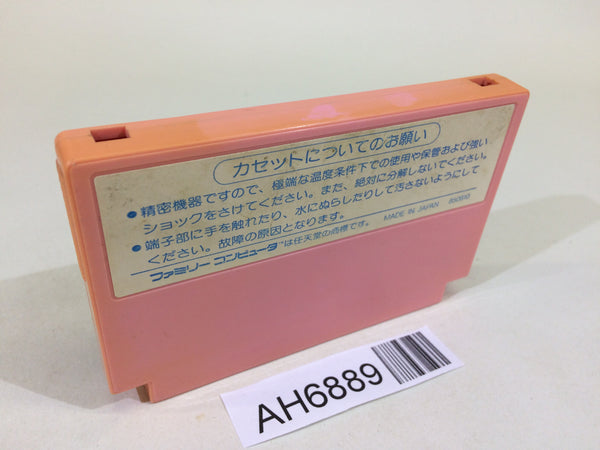 カセットについてのお願い
●精密機器ですので、極端な温度条件下での使用や保管および強い
ショックをさけてください。また、絶対に分解しないでください。
●端子部に手を触れたり、水にぬらしたりして汚さないようにして
ください。故障の原因となります。 MADE IN JAPAN
ファミリーコンピュータ™は任天堂の商標です。
AH6889